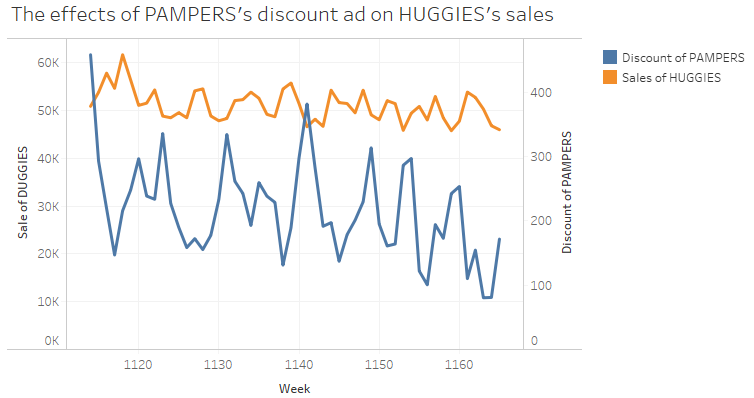 The effects of PAMPERS's discount ad on HUGGIES's sales
60K
50K
40K
30K
20K
10K
0K
Sale of DUGGIES
400
300
200
100
0
Discount of PAMPERS
1120 1130 1140 1150 1160
Week
Discount of PAMPERS
Sales of HUGGIES